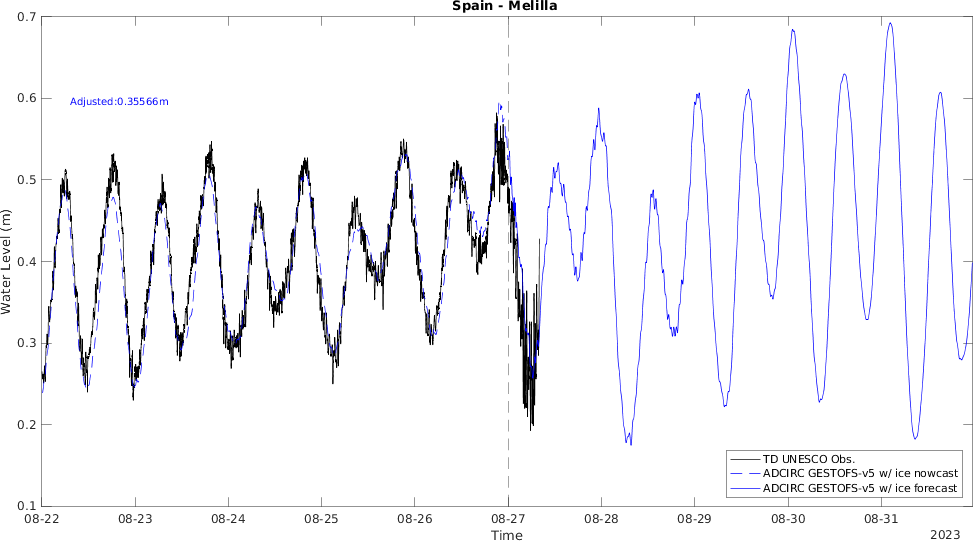 Spain - Melilla
0.7
0.6
0.5
0.4
0.3
0.2
0.1
Water Level (m)
Adjusted:0.35566m
TD UNESCO Obs.
ADCIRC GESTOFS-v5 w/ ice nowcast
ADCIRC GESTOFS-v5 w/ ice forecast
08-22 08-23 08-24 08-25 08-26 08-27 08-28 08-29 08-30 08-31
Time
2023